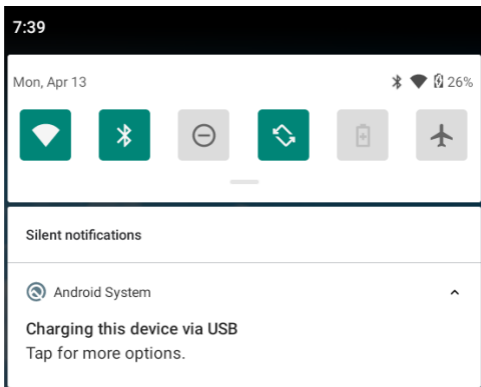 7:39
Mon, Apr 13 26%
Silent notifications
Android System
Charging this device via USB
Tap for more options.